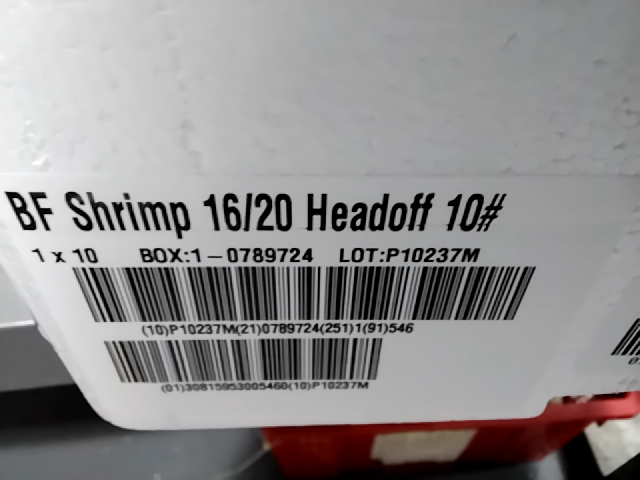 BF Shrimp 16/20 Headoff 10#
1 x 10 BOX:1-0789724 LOT:P10237M
(10)P10237M(21)0789724(251)1(91)546
(01)30815953005460(10)P10237M